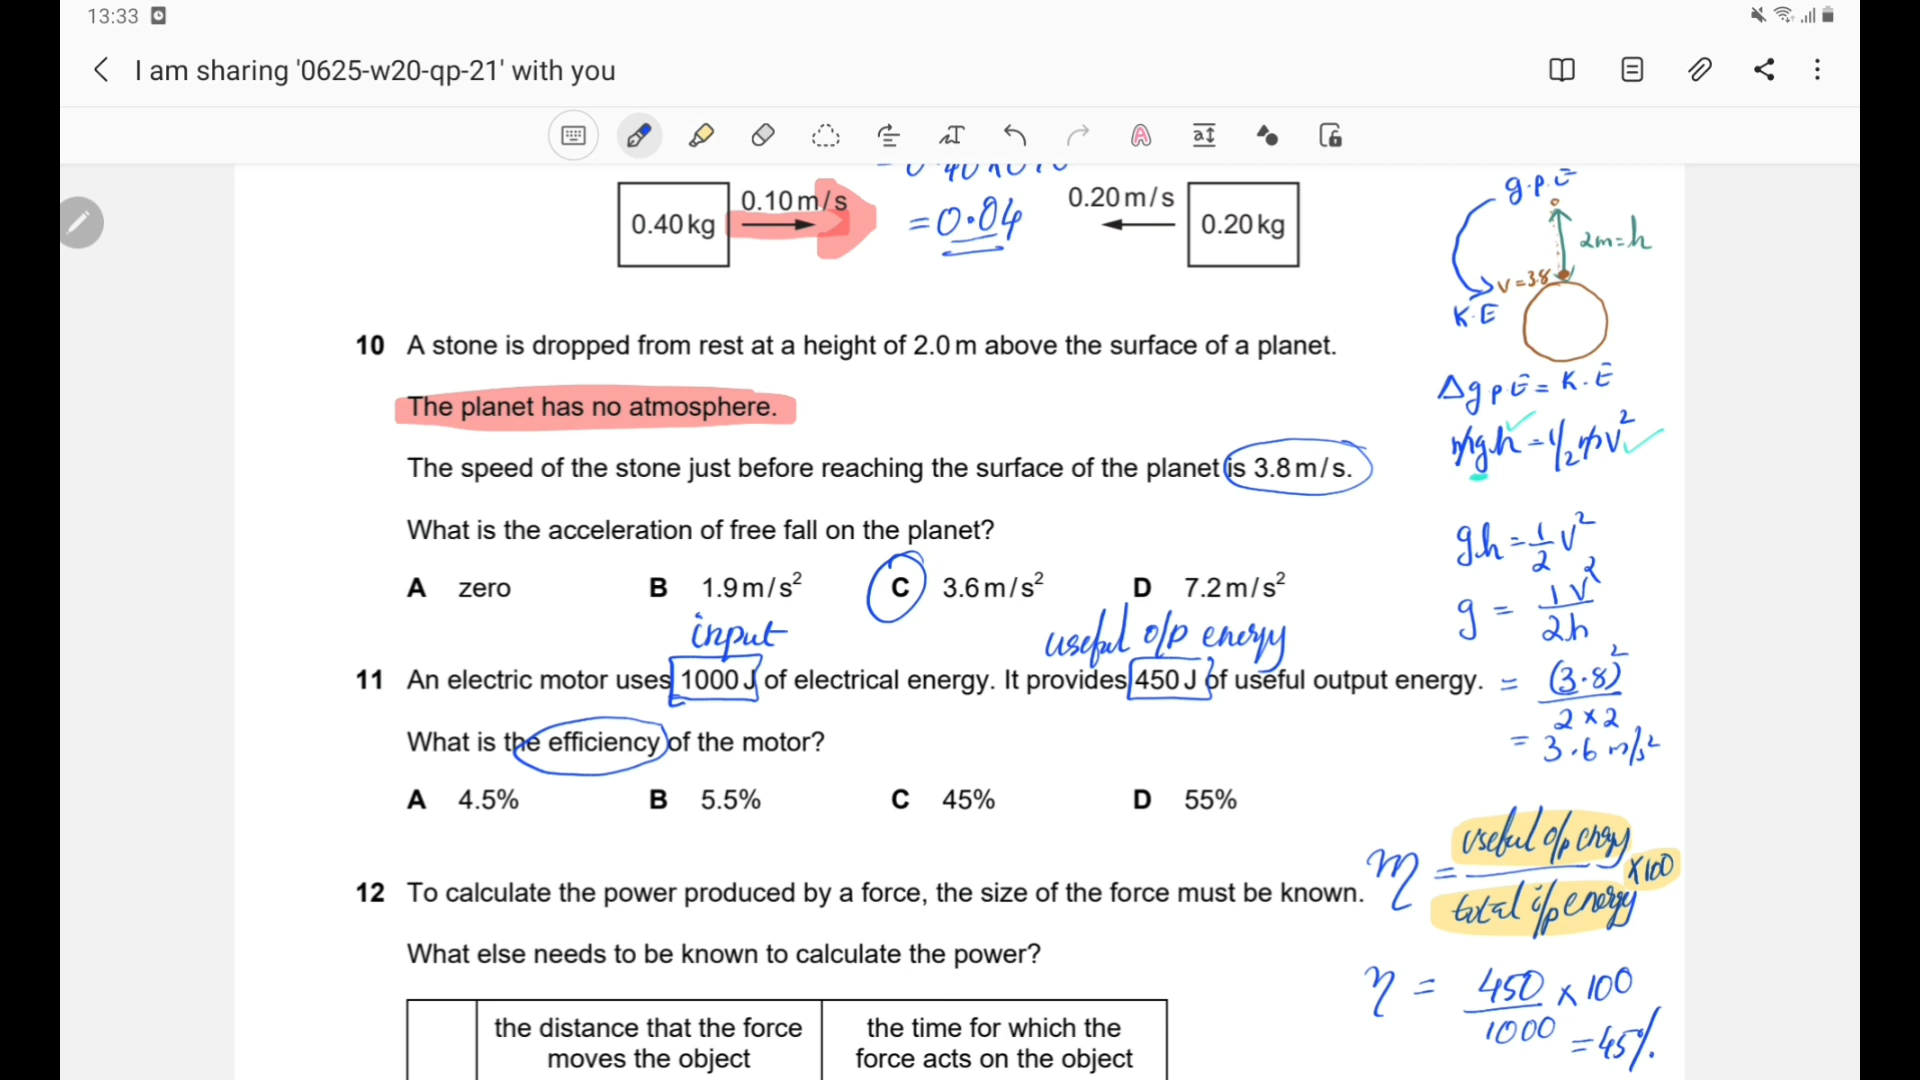 13:33
I am sharing '0625-w20-qp-21' with you
0.40 kg
0.10 m/s
= 0.04
0.20 m/s
0.20 kg
g.p.E
2m=h
v=3.8
K.E
10 A stone is dropped from rest at a height of 2.0 m above the surface of a planet.
The planet has no atmosphere.
ΔgpE = K.E
mgh = 1/2 mv²
The speed of the stone just before reaching the surface of the planet is 3.8 m/s.
What is the acceleration of free fall on the planet?
gh = 1/2 v²
A zero B 1.9 m/s² C 3.6 m/s² D 7.2 m/s²
g = 1v²/2h
input
useful o/p energy
11 An electric motor uses 1000 J of electrical energy. It provides 450 J of useful output energy.
= (3.8)²/2×2
= 3.6 m/s²
What is the efficiency of the motor?
A 4.5% B 5.5% C 45% D 55%
η = useful o/p energy/total i/p energy ×100
12 To calculate the power produced by a force, the size of the force must be known.
What else needs to be known to calculate the power?
η = 450/1000 × 100
= 45%
the distance that the force
moves the object
the time for which the
force acts on the object